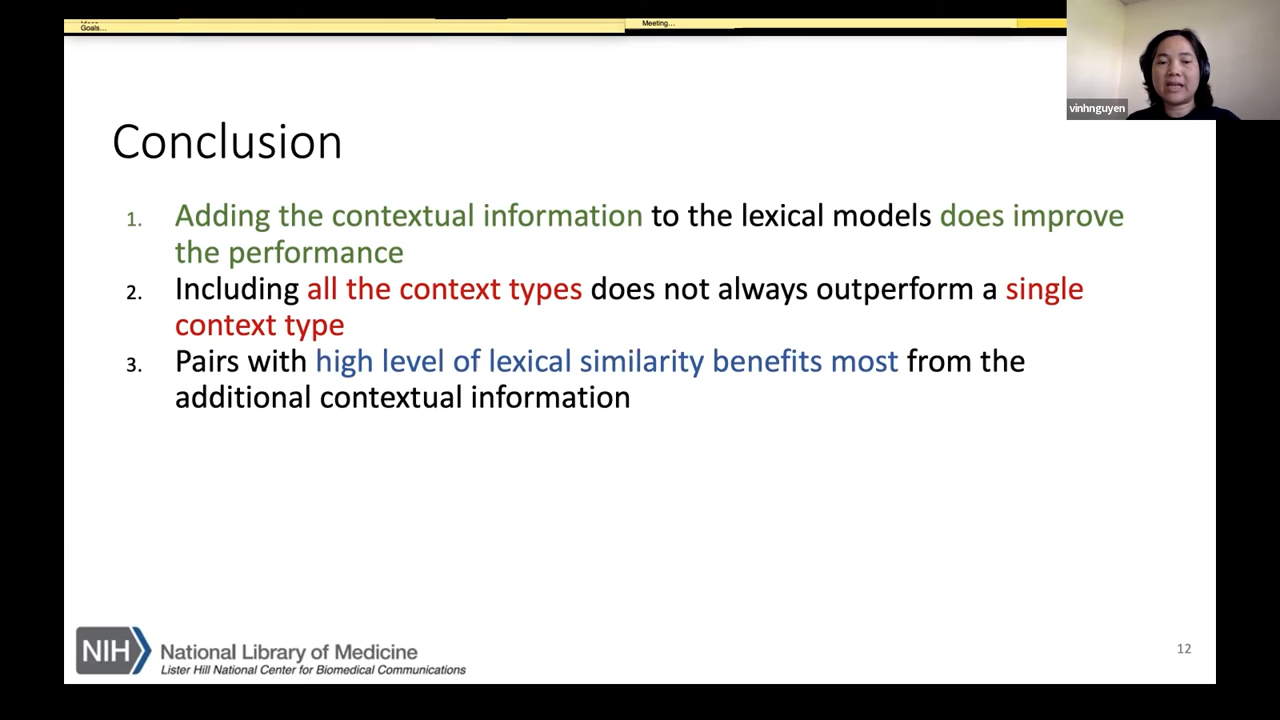 Goals...
Meeting...
vinhnguyen
Conclusion
1. Adding the contextual information to the lexical models does improve
the performance
2. Including all the context types does not always outperform a single
context type
3. Pairs with high level of lexical similarity benefits most from the
additional contextual information
NIH National Library of Medicine
Lister Hill National Center for Biomedical Communications
12